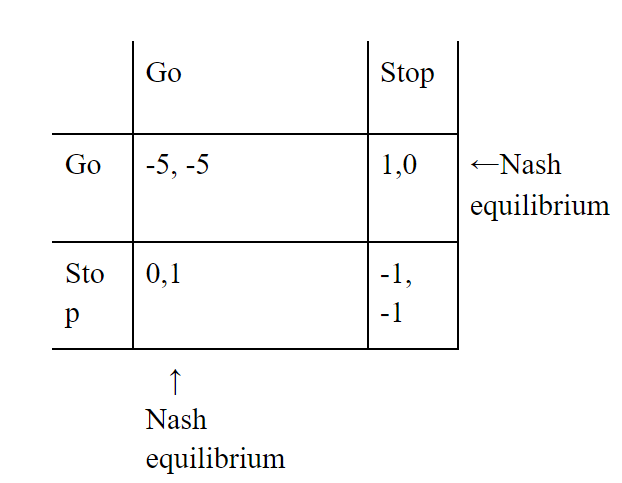 Go Stop
Go -5, -5 1,0 ←Nash
equilibrium
Sto 0,1 -1,
p -1
↑
Nash
equilibrium